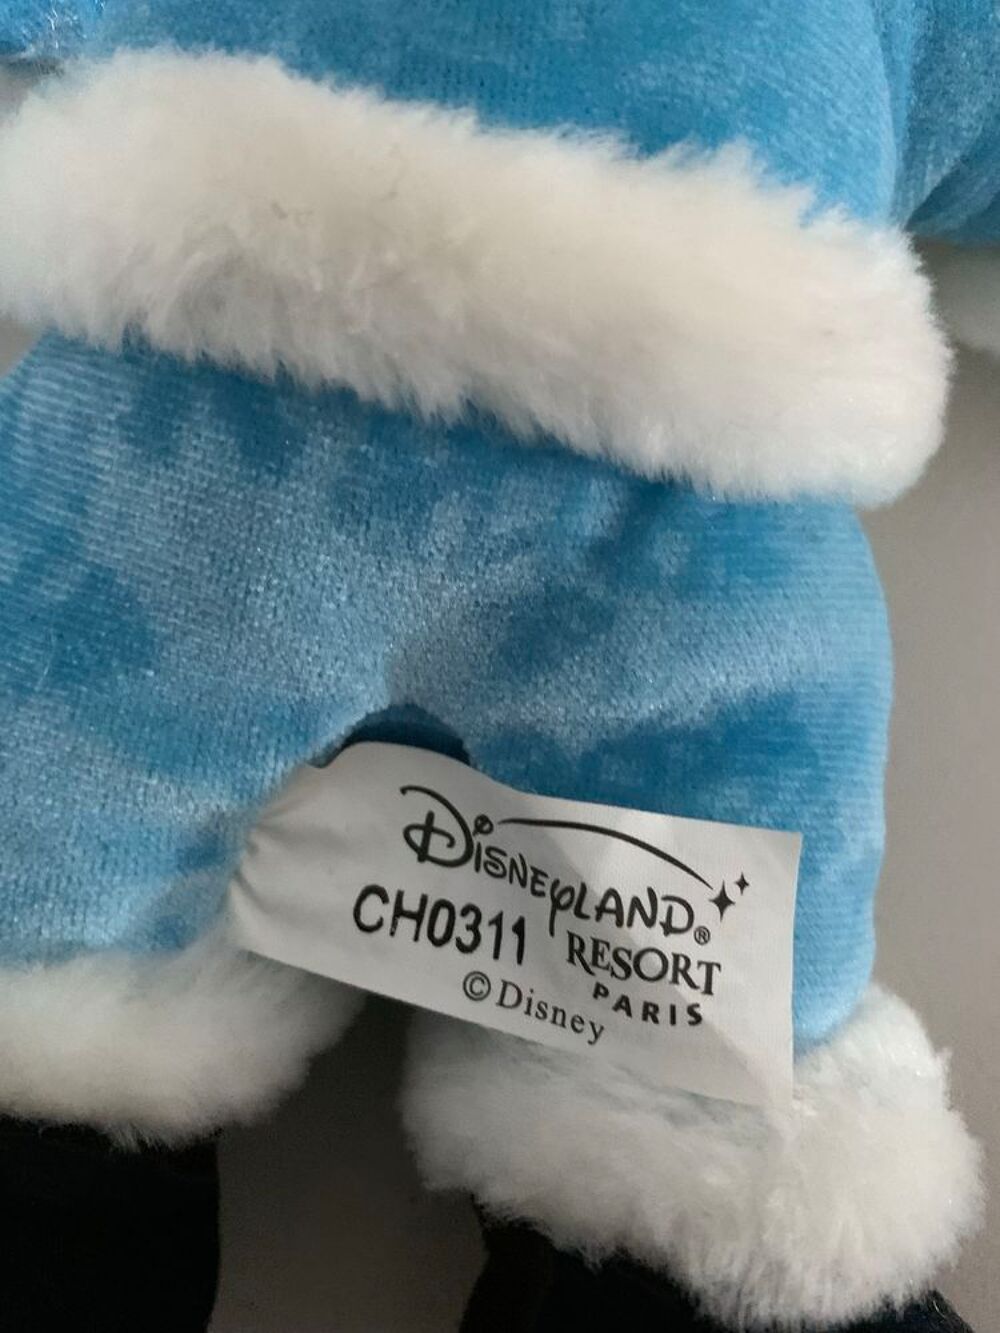 DISNEYLAND®
RESORT
PARIS
CH0311
©Disney